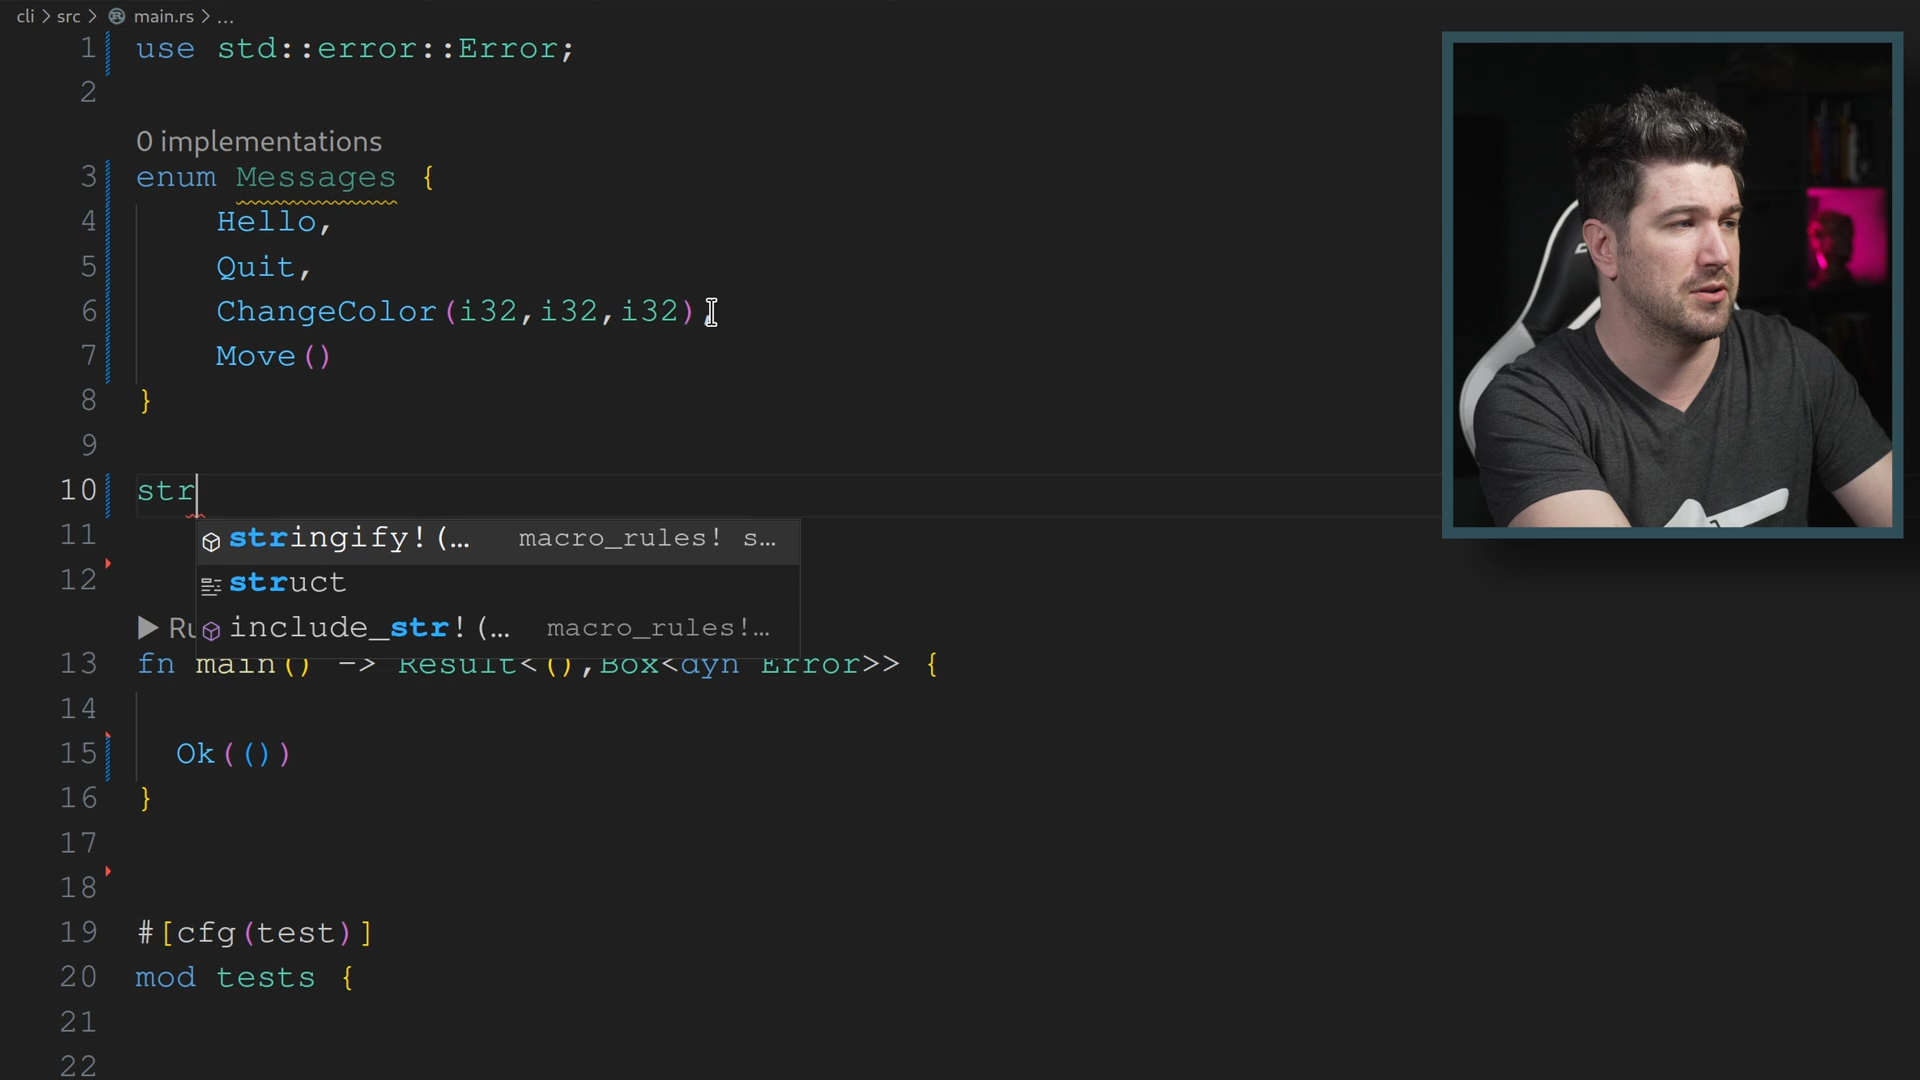 cli > src > main.rs > ...
1 use std::error::Error;
2
0 implementations
3 enum Messages {
4 Hello,
5 Quit,
6 ChangeColor(i32,i32,i32),
7 Move()
8 }
9
10 str
stringify!(… macro_rules! s…
11
struct
12
include_str!(… macro_rules!…
▶ Ru
13 fn main() -> Result<(),Box<dyn Error>> {
14
15 Ok(())
16 }
17
18
19 #[cfg(test)]
20 mod tests {
21
22